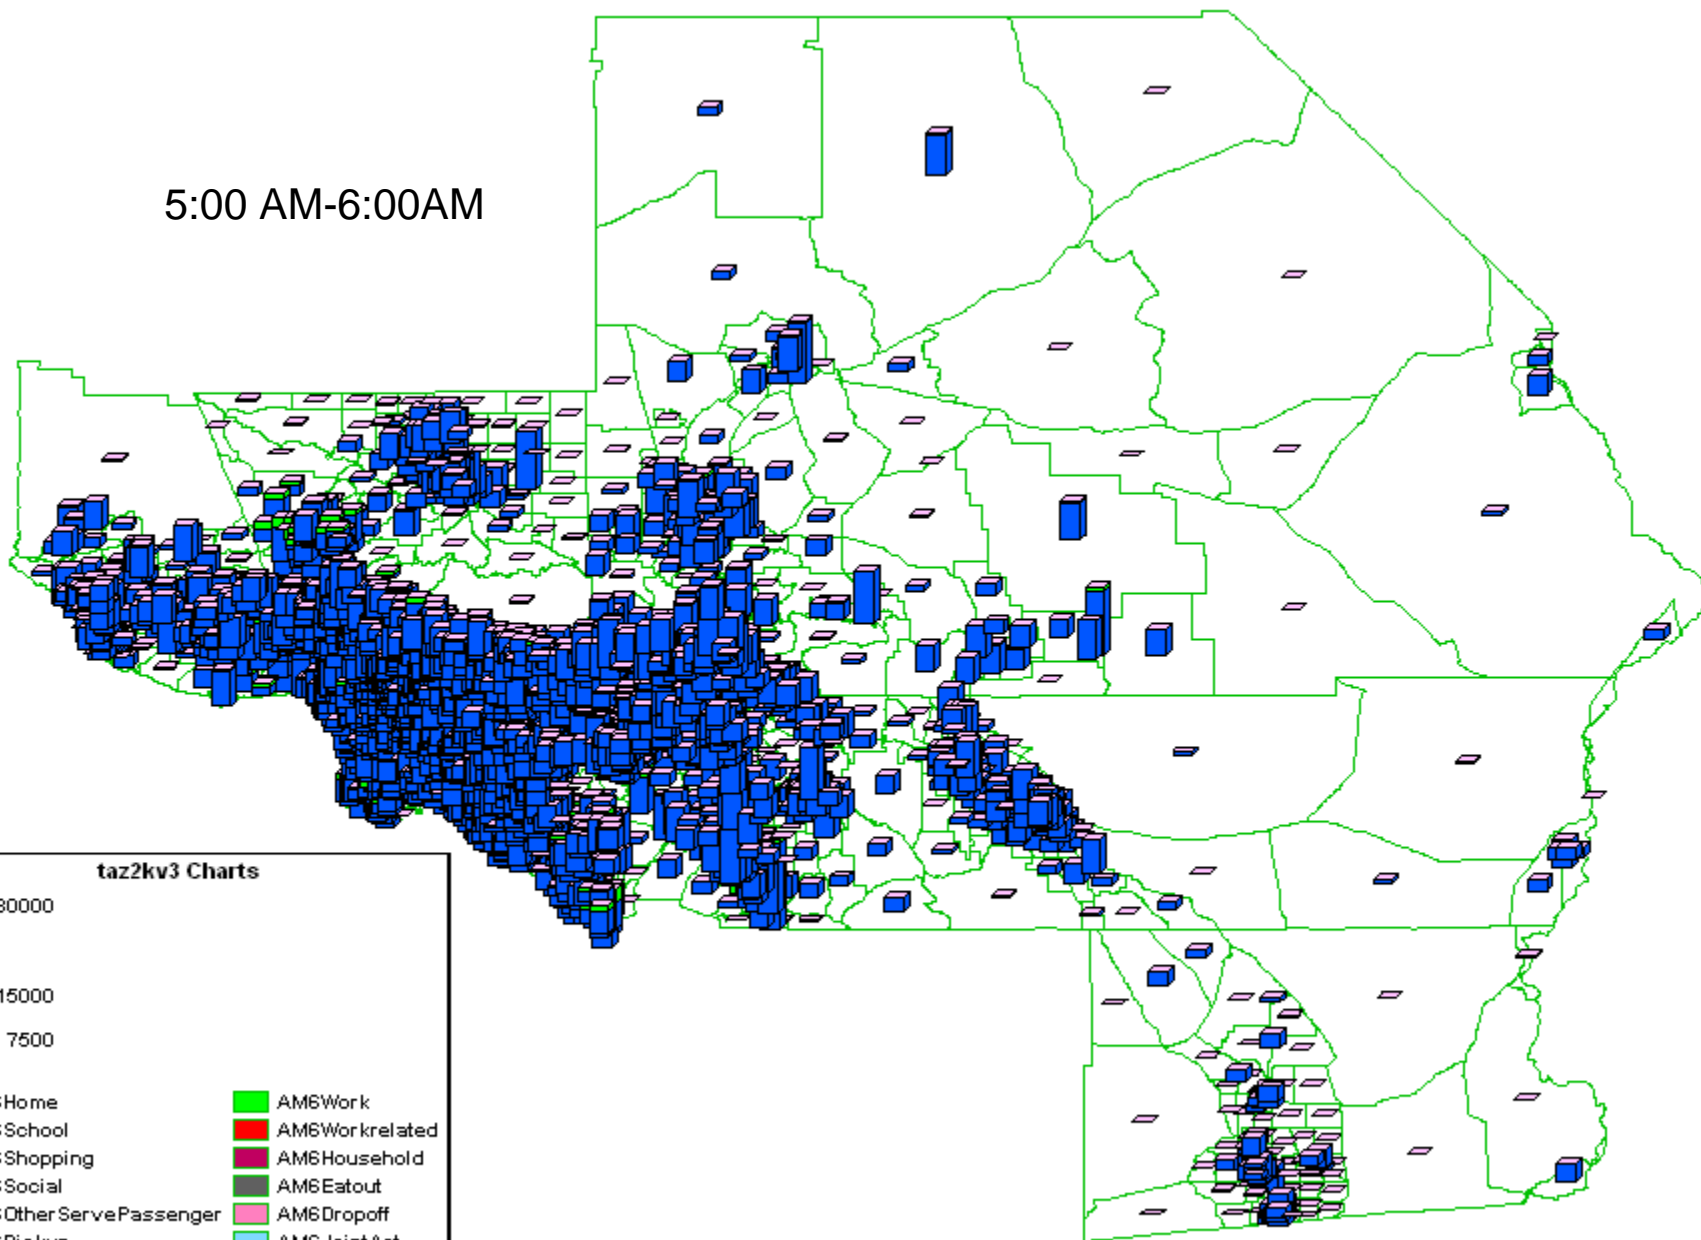 5:00 AM-6:00AM
taz2kv3 Charts
30000
15000
7500
Home AM6Work
School AM6Workrelated
Shopping AM6Household
Social AM6Eatout
OtherServePassenger AM6Dropoff